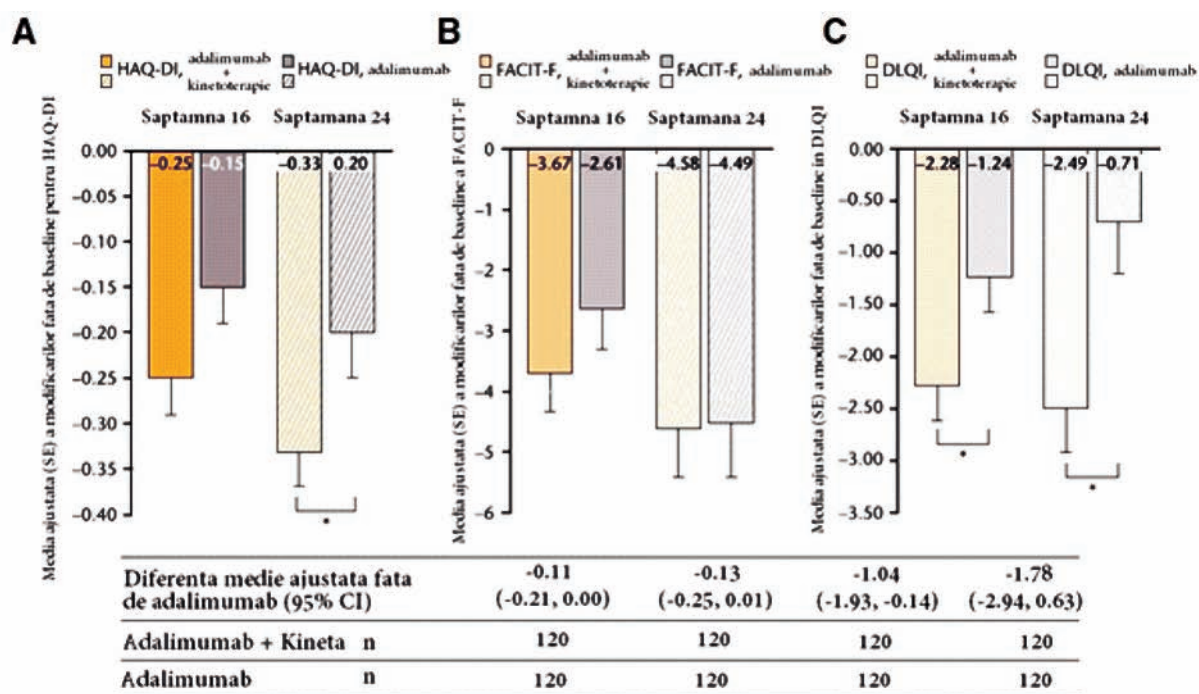 A
HAQ-DI, adalimumab + kinetoterapie
HAQ-DI, adalimumab
Saptamna 16 Saptamana 24
Media ajustata (SE) a modificarilor fata de baseline pentru HAQ-DI
0.00
–0.05
–0.10
–0.15
–0.20
–0.25
–0.30
–0.35
–0.40
–0.25 –0.15 –0.33 0.20
*
B
FACIT-F, adalimumab + kinetoterapie
FACIT-F, adalimumab
Saptamna 16 Saptamana 24
Media ajustata (SE) a modificarilor fata de baseline a FACIT-F
0
–1
–2
–3
–4
–5
–6
–3.67 –2.61 –4.58 –4.49
C
DLQI, adalimumab + kinetoterapie
DLQI, adalimumab
Saptamna 16 Saptamana 24
Media ajustata (SE) a modificarilor fata de baseline in DLQI
0.00
–0.50
–1.00
–1.50
–2.00
–2.50
–3.00
–3.50
–2.28 –1.24 –2.49 –0.71
*
*
Diferenta medie ajustata fata -0.11 -0.13 -1.04 -1.78
de adalimumab (95% CI) (-0.21, 0.00) (-0.25, 0.01) (-1.93, -0.14) (-2.94, 0.63)
Adalimumab + Kineta n 120 120 120 120
Adalimumab n 120 120 120 120